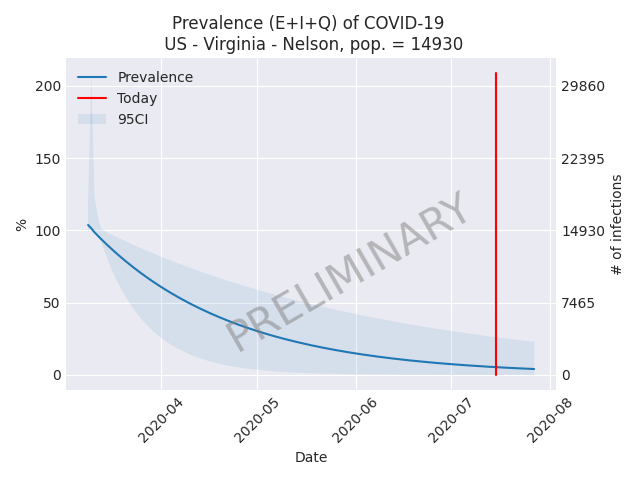 Prevalence (E+I+Q) of COVID-19
US - Virginia - Nelson, pop. = 14930
Prevalence
Today
95CI
200
150
100
50
0
%
29860
22395
14930
7465
0
# of infections
PRELIMINARY
2020-04
2020-05
2020-06
2020-07
2020-08
Date